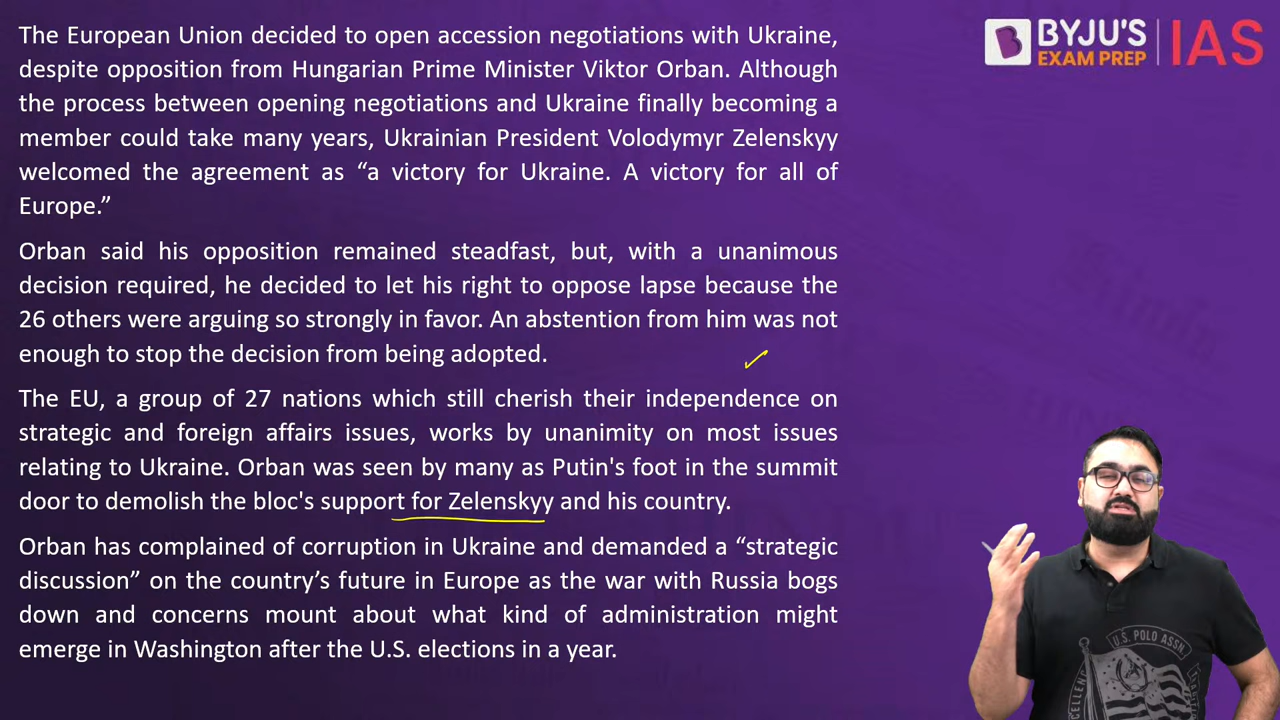 The European Union decided to open accession negotiations with Ukraine,
despite opposition from Hungarian Prime Minister Viktor Orban. Although
the process between opening negotiations and Ukraine finally becoming a
member could take many years, Ukrainian President Volodymyr Zelenskyy
welcomed the agreement as “a victory for Ukraine. A victory for all of
Europe.”
Orban said his opposition remained steadfast, but, with a unanimous
decision required, he decided to let his right to oppose lapse because the
26 others were arguing so strongly in favor. An abstention from him was not
enough to stop the decision from being adopted.
The EU, a group of 27 nations which still cherish their independence on
strategic and foreign affairs issues, works by unanimity on most issues
relating to Ukraine. Orban was seen by many as Putin's foot in the summit
door to demolish the bloc's support for Zelenskyy and his country.
Orban has complained of corruption in Ukraine and demanded a “strategic
discussion” on the country’s future in Europe as the war with Russia bogs
down and concerns mount about what kind of administration might
emerge in Washington after the U.S. elections in a year.
BYJU'S
EXAM PREP
IAS
U.S. POLO ASSN.